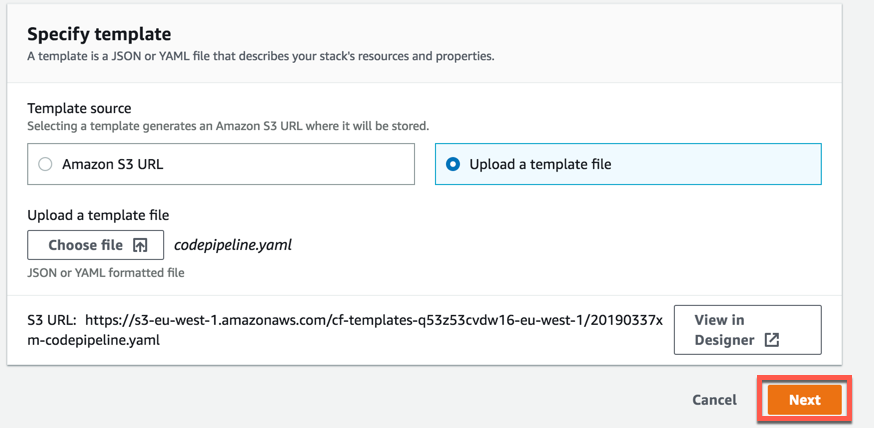 Specify template
A template is a JSON or YAML file that describes your stack's resources and properties.
Template source
Selecting a template generates an Amazon S3 URL where it will be stored.
Amazon S3 URL
Upload a template file
Upload a template file
Choose file
codepipeline.yaml
JSON or YAML formatted file
S3 URL: https://s3-eu-west-1.amazonaws.com/cf-templates-q53z53cvdw16-eu-west-1/20190337x
m-codepipeline.yaml
View in
Designer
Cancel
Next